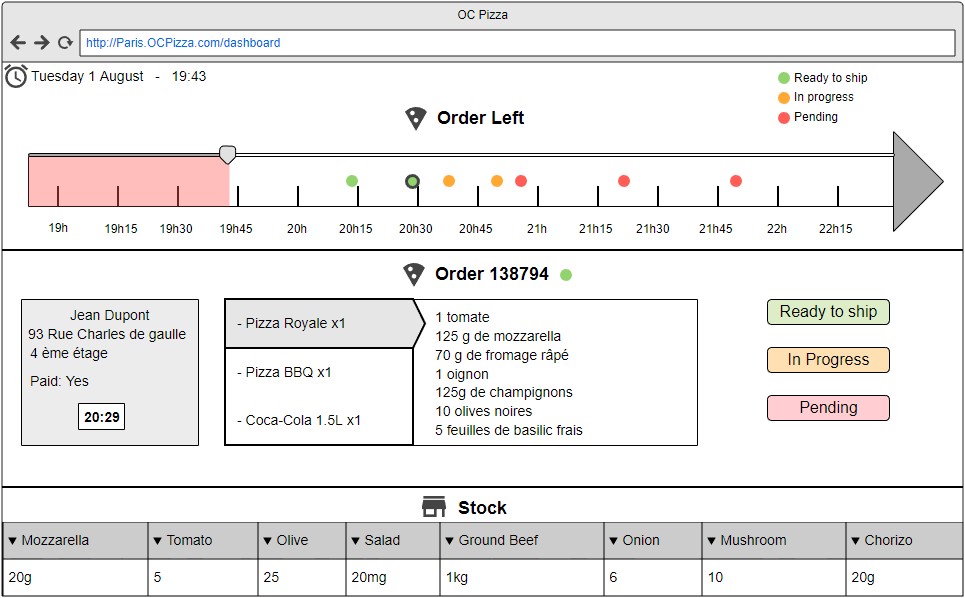 OC Pizza
http://Paris.OCPizza.com/dashboard
Tuesday 1 August - 19:43
Ready to ship
In progress
Pending
Order Left
19h 19h15 19h30 19h45 20h 20h15 20h30 20h45 21h 21h15 21h30 21h45 22h 22h15
Order 138794
Jean Dupont
93 Rue Charles de gaulle
4 ème étage
Paid: Yes
20:29
- Pizza Royale x1
- Pizza BBQ x1
- Coca-Cola 1.5L x1
1 tomate
125 g de mozzarella
70 g de fromage râpé
1 oignon
125g de champignons
10 olives noires
5 feuilles de basilic frais
Ready to ship
In Progress
Pending
Stock
Mozzarella Tomato Olive Salad Ground Beef Onion Mushroom Chorizo
20g 5 25 20mg 1kg 6 10 20g